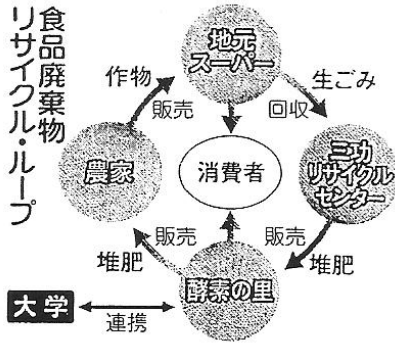 食品廃棄物
リサイクル・ループ
地元
スーパー
作物
販売
生ごみ
回収
農家
消費者
三功
リサイクル
センター
販売
堆肥
販売
堆肥
酵素の里
大学
連携